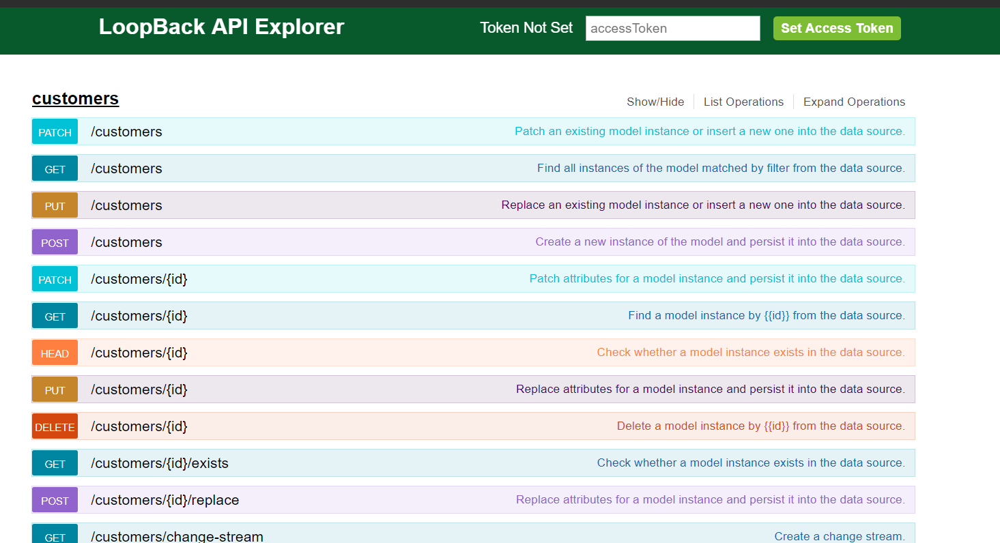 LoopBack API Explorer Token Not Set accessToken Set Access Token
customers Show/Hide List Operations Expand Operations
PATCH /customers Patch an existing model instance or insert a new one into the data source.
GET /customers Find all instances of the model matched by filter from the data source.
PUT /customers Replace an existing model instance or insert a new one into the data source.
POST /customers Create a new instance of the model and persist it into the data source.
PATCH /customers/{id} Patch attributes for a model instance and persist it into the data source.
GET /customers/{id} Find a model instance by {{id}} from the data source.
HEAD /customers/{id} Check whether a model instance exists in the data source.
PUT /customers/{id} Replace attributes for a model instance and persist it into the data source.
DELETE /customers/{id} Delete a model instance by {{id}} from the data source.
GET /customers/{id}/exists Check whether a model instance exists in the data source.
POST /customers/{id}/replace Replace attributes for a model instance and persist it into the data source.
GET /customers/change-stream Create a change stream.